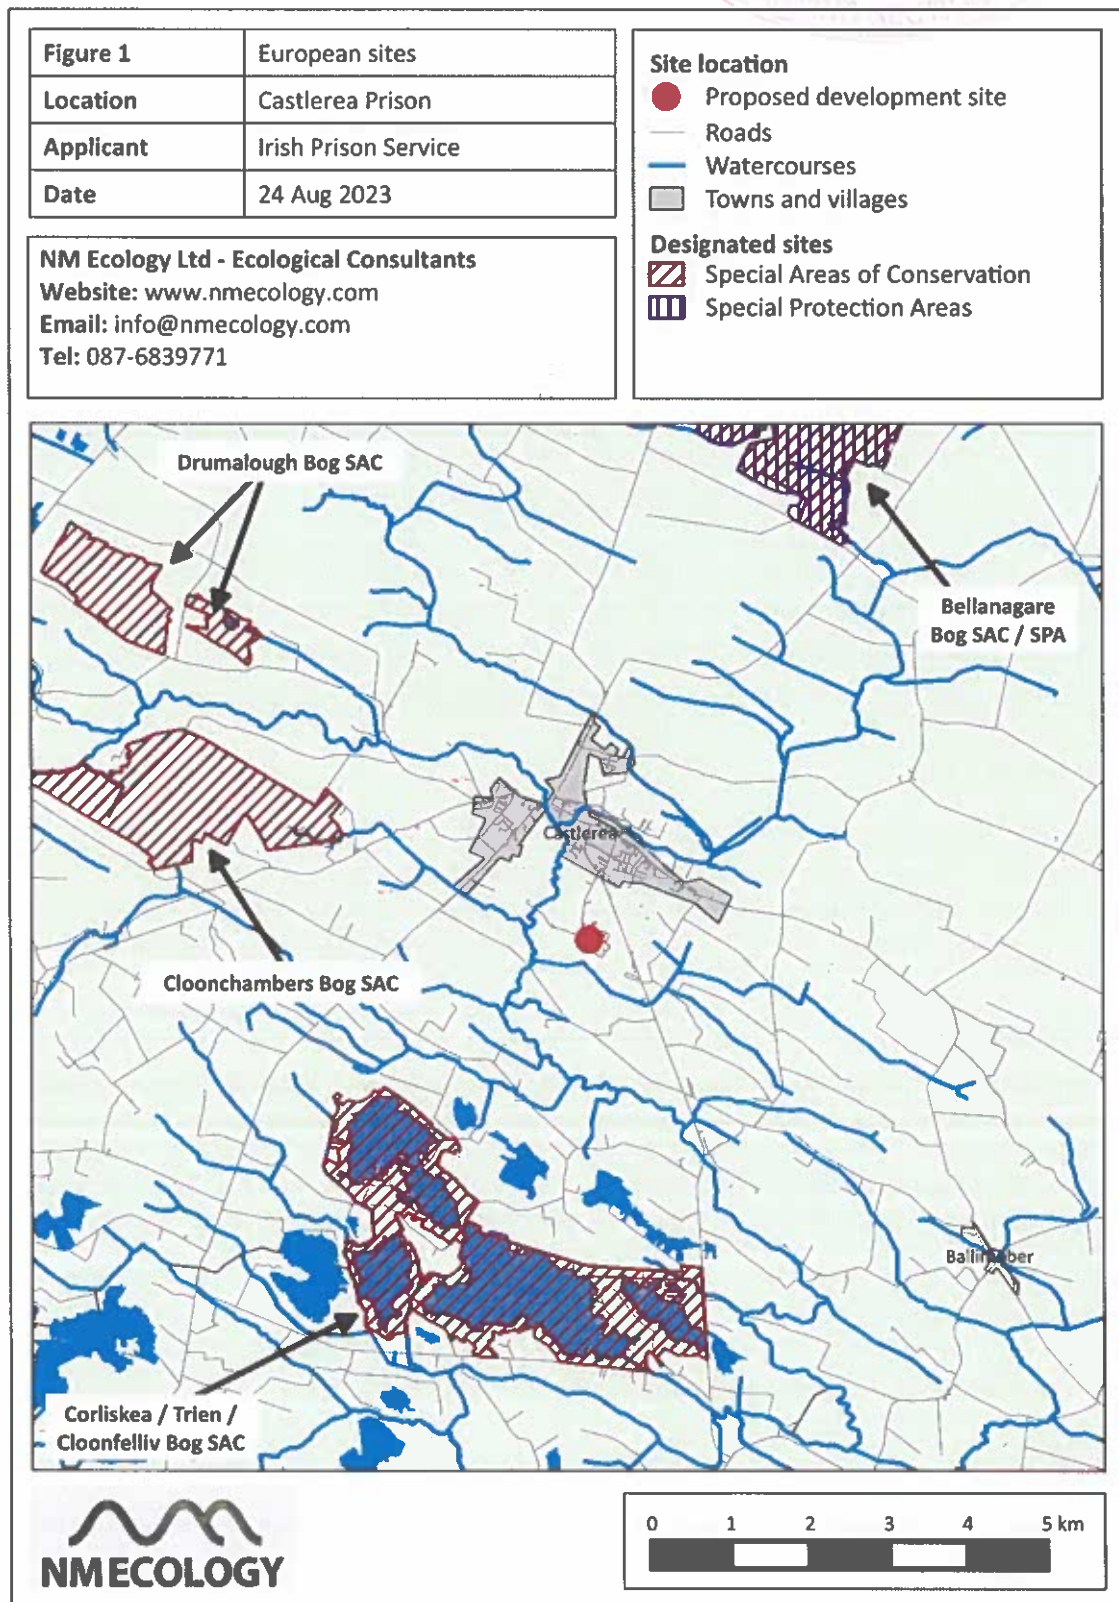 Figure 1 European sites
Location Castlerea Prison
Applicant Irish Prison Service
Date 24 Aug 2023
NM Ecology Ltd - Ecological Consultants
Website: www.nmecology.com
Email: info@nmecology.com
Tel: 087-6839771
Site location
Proposed development site
Roads
Watercourses
Towns and villages
Designated sites
Special Areas of Conservation
Special Protection Areas
Drumalough Bog SAC
Bellanagare
Bog SAC / SPA
Castlerea
Cloonchambers Bog SAC
Corliskea / Trien /
Cloonfelliv Bog SAC
NMECOLOGY
0 1 2 3 4 5 km